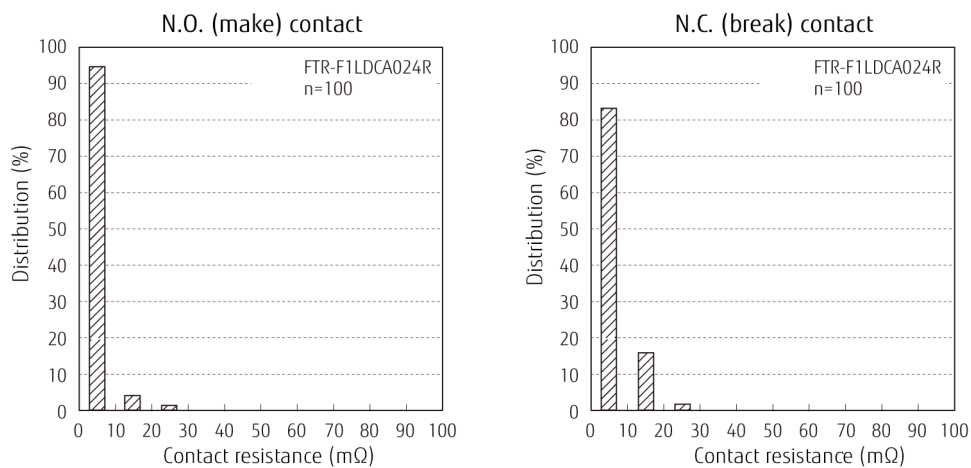 N.O. (make) contact
FTR-F1LDCA024R
n=100
Distribution (%)
100
90
80
70
60
50
40
30
20
10
0
0 10 20 30 40 50 60 70 80 90 100
Contact resistance (mΩ)
N.C. (break) contact
FTR-F1LDCA024R
n=100
Distribution (%)
100
90
80
70
60
50
40
30
20
10
0
0 10 20 30 40 50 60 70 80 90 100
Contact resistance (mΩ)